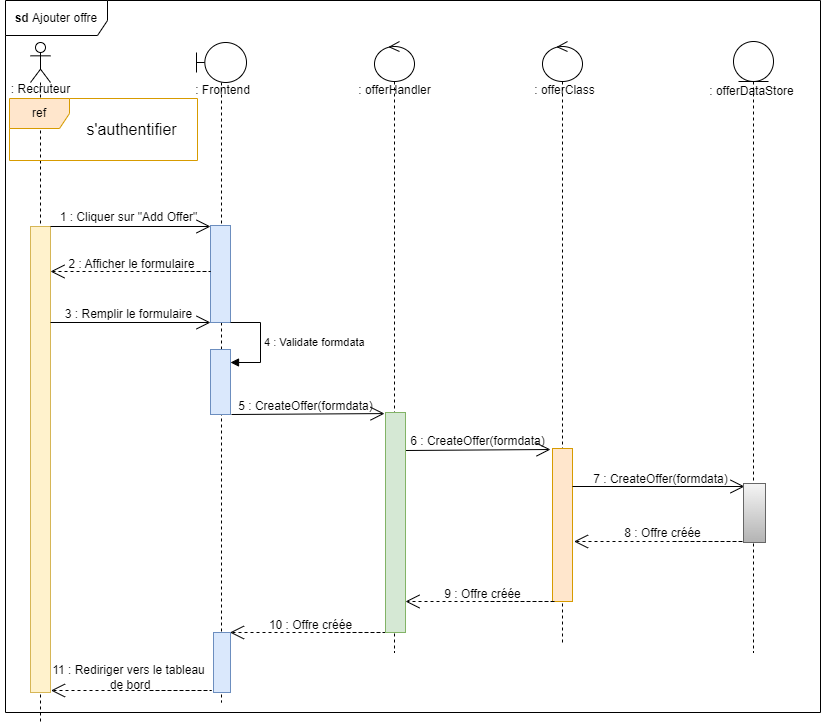 sd Ajouter offre
: Recruteur
: Frontend
: offerHandler
: offerClass
: offerDataStore
ref
s'authentifier
1 : Cliquer sur "Add Offer"
2 : Afficher le formulaire
3 : Remplir le formulaire
4 : Validate formdata
5 : CreateOffer(formdata)
6 : CreateOffer(formdata)
7 : CreateOffer(formdata)
8 : Offre créée
9 : Offre créée
10 : Offre créée
11 : Rediriger vers le tableau
de bord